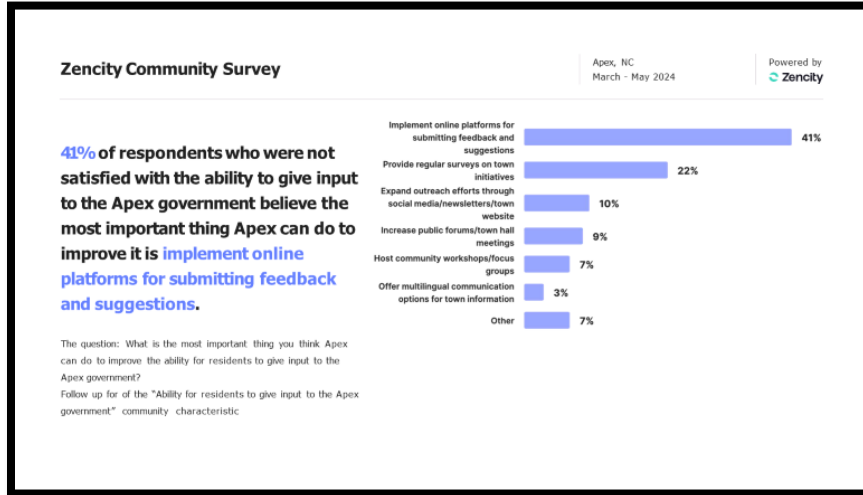 Zencity Community Survey
Apex, NC
March - May 2024
Powered by
Zencity
41% of respondents who were not
satisfied with the ability to give input
to the Apex government believe the
most important thing Apex can do to
improve it is implement online
platforms for submitting feedback
and suggestions.
The question: What is the most important thing you think Apex
can do to improve the ability for residents to give input to the
Apex government?
Follow up for of the "Ability for residents to give input to the Apex
government" community characteristic
Implement online platforms for
submitting feedback and
suggestions
41%
Provide regular surveys on town
initiatives
22%
Expand outreach efforts through
social media/newsletters/town
website
10%
Increase public forums/town hall
meetings
9%
Host community workshops/focus
groups
7%
Offer multilingual communication
options for town information
3%
Other
7%